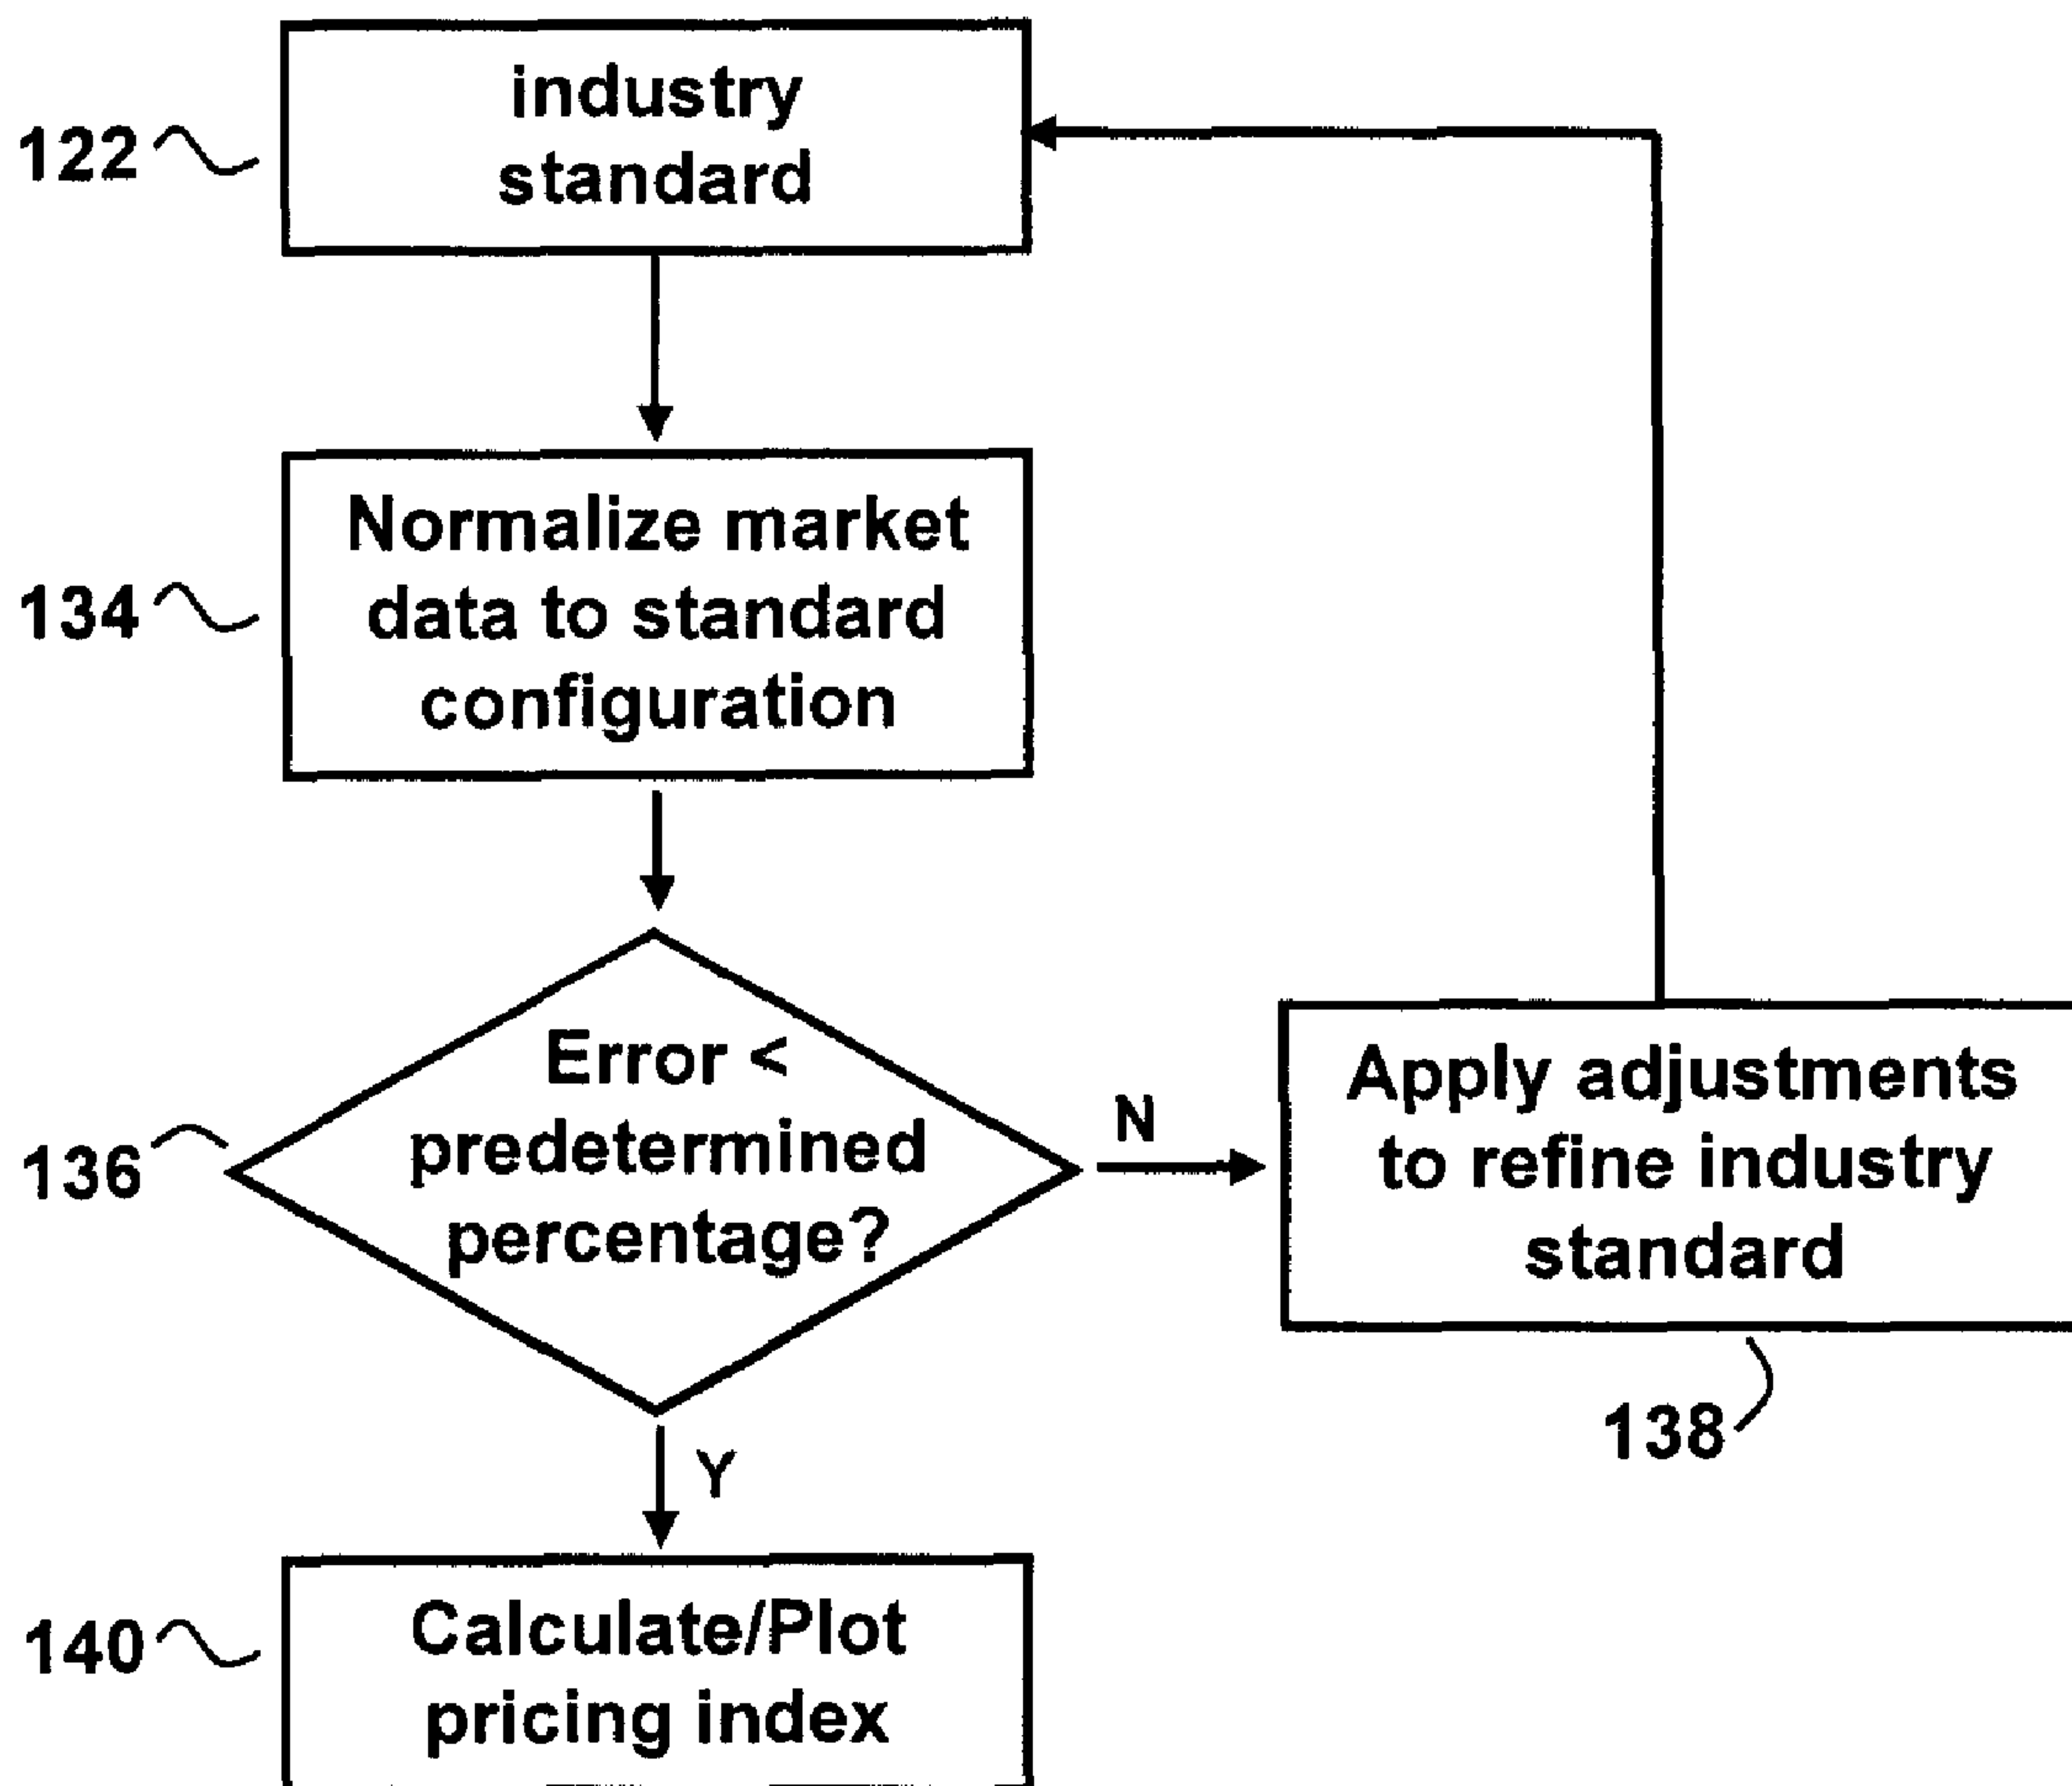 industry
standard
122
Normalize market
data to standard
configuration
134
Error <
predetermined
percentage?
136
N
Apply adjustments
to refine industry
standard
138
Y
Calculate/Plot
pricing index
140